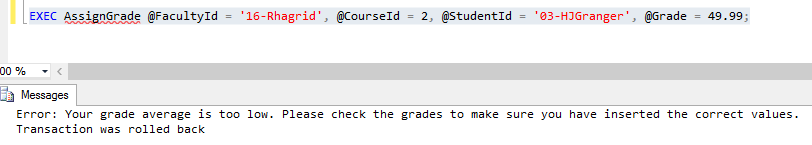 EXEC AssignGrade @FacultyId = '16-Rhagrid', @CourseId = 2, @StudentId = '03-HJGranger', @Grade = 49.99;
00 %
Messages
Error: Your grade average is too low. Please check the grades to make sure you have inserted the correct values.
Transaction was rolled back